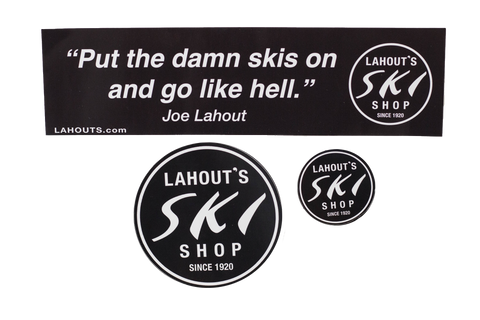 “Put the damn skis on
and go like hell.”
Joe Lahout
LAHOUTS.com
LAHOUT'S
SKI
SHOP
SINCE 1920
LAHOUT'S
SKI
SHOP
SINCE 1920
LAHOUT'S
SKI
SHOP
SINCE 1920